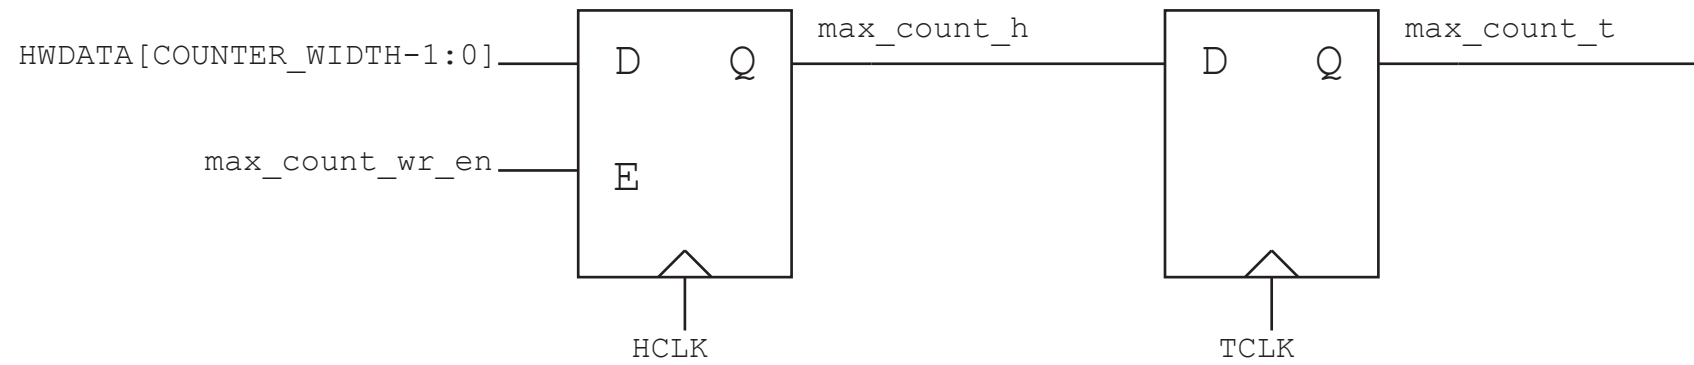 HWDATA[COUNTER_WIDTH-1:0]
max_count_wr_en
D
Q
E
HCLK
max_count_h
D
Q
TCLK
max_count_t